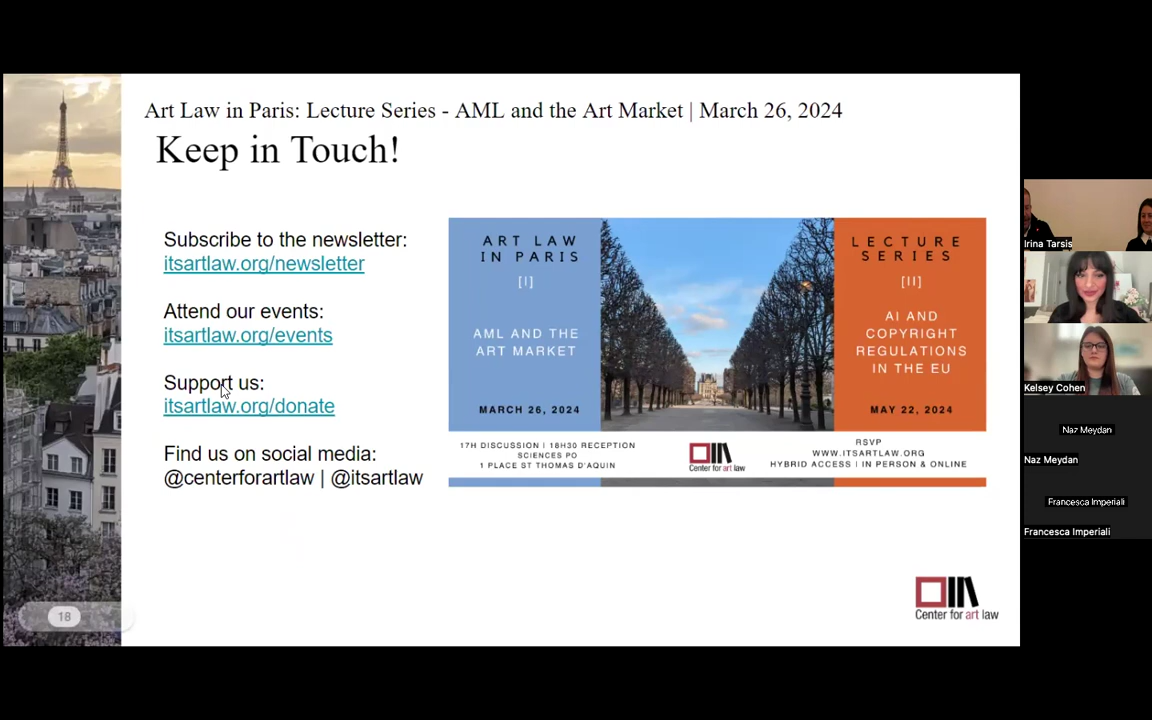 Art Law in Paris: Lecture Series - AML and the Art Market | March 26, 2024
Keep in Touch!
Subscribe to the newsletter:
itsartlaw.org/newsletter
Attend our events:
itsartlaw.org/events
Support us:
itsartlaw.org/donate
Find us on social media:
@centerforartlaw | @itsartlaw
ART LAW
IN PARIS
[I]
AML AND THE
ART MARKET
MARCH 26, 2024
LECTURE
SERIES
[II]
AI AND
COPYRIGHT
REGULATIONS
IN THE EU
MAY 22, 2024
17H DISCUSSION | 18H30 RECEPTION
SCIENCES PO
1 PLACE ST THOMAS D'AQUIN
Center for art law
RSVP
WWW.ITSARTLAW.ORG
HYBRID ACCESS | IN PERSON & ONLINE
18
Center for art law
Irina Tarsis
Kelsey Cohen
Naz Meydan
Naz Meydan
Francesca Imperiali
Francesca Imperiali